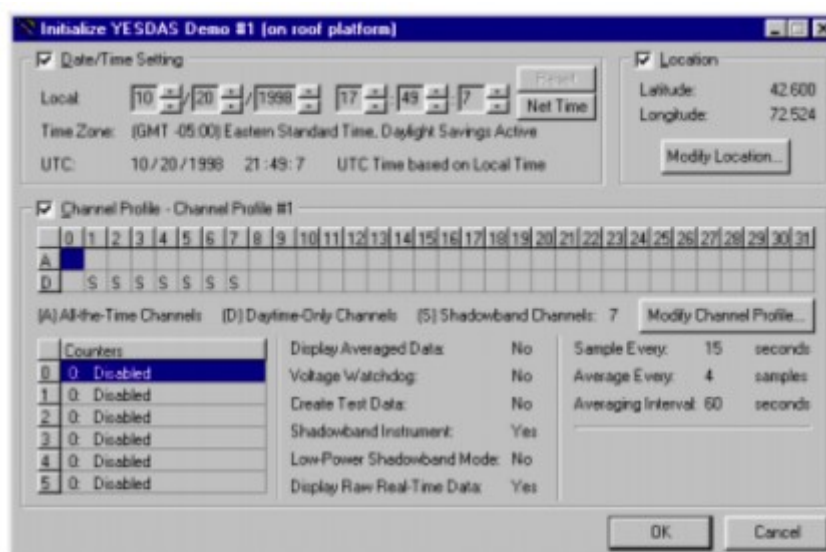 Initialize YESDAS Demo #1 (on roof platform)
Date/Time Setting
Local: 10 / 20 / 1998 17 : 49 : 7 Reset
Net Time
Time Zone: (GMT -05:00) Eastern Standard Time, Daylight Savings Active
UTC: 10/20/1998 21:49:7 UTC Time based on Local Time
Location
Latitude: 42.600
Longitude: 72.524
Modify Location...
Channel Profile - Channel Profile #1
0 1 2 3 4 5 6 7 8 9 10 11 12 13 14 15 16 17 18 19 20 21 22 23 24 25 26 27 28 29 30 31
A
D S S S S S S S
(A) All-the-Time Channels (D) Daytime-Only Channels (S) Shadowband Channels: 7 Modify Channel Profile...
Counters
0 0: Disabled
1 0: Disabled
2 0: Disabled
3 0: Disabled
4 0: Disabled
5 0: Disabled
Display Averaged Data: No
Voltage Watchdog: No
Create Test Data: No
Shadowband Instrument: Yes
Low-Power Shadowband Mode: No
Display Raw Real-Time Data: Yes
Sample Every: 15 seconds
Average Every: 4 samples
Averaging Interval: 60 seconds
OK Cancel